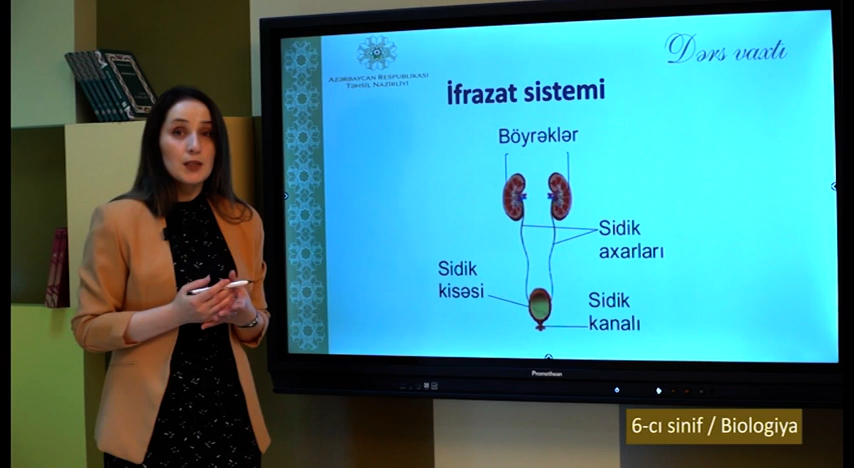 Dərs vaxtı
AZƏRBAYCAN RESPUBLİKASI
TƏHSİL NAZİRLİYİ
İfrazat sistemi
Böyrəklər
Sidik
axarları
Sidik
kisəsi
Sidik
kanalı
Promethean
6-cı sinif / Biologiya